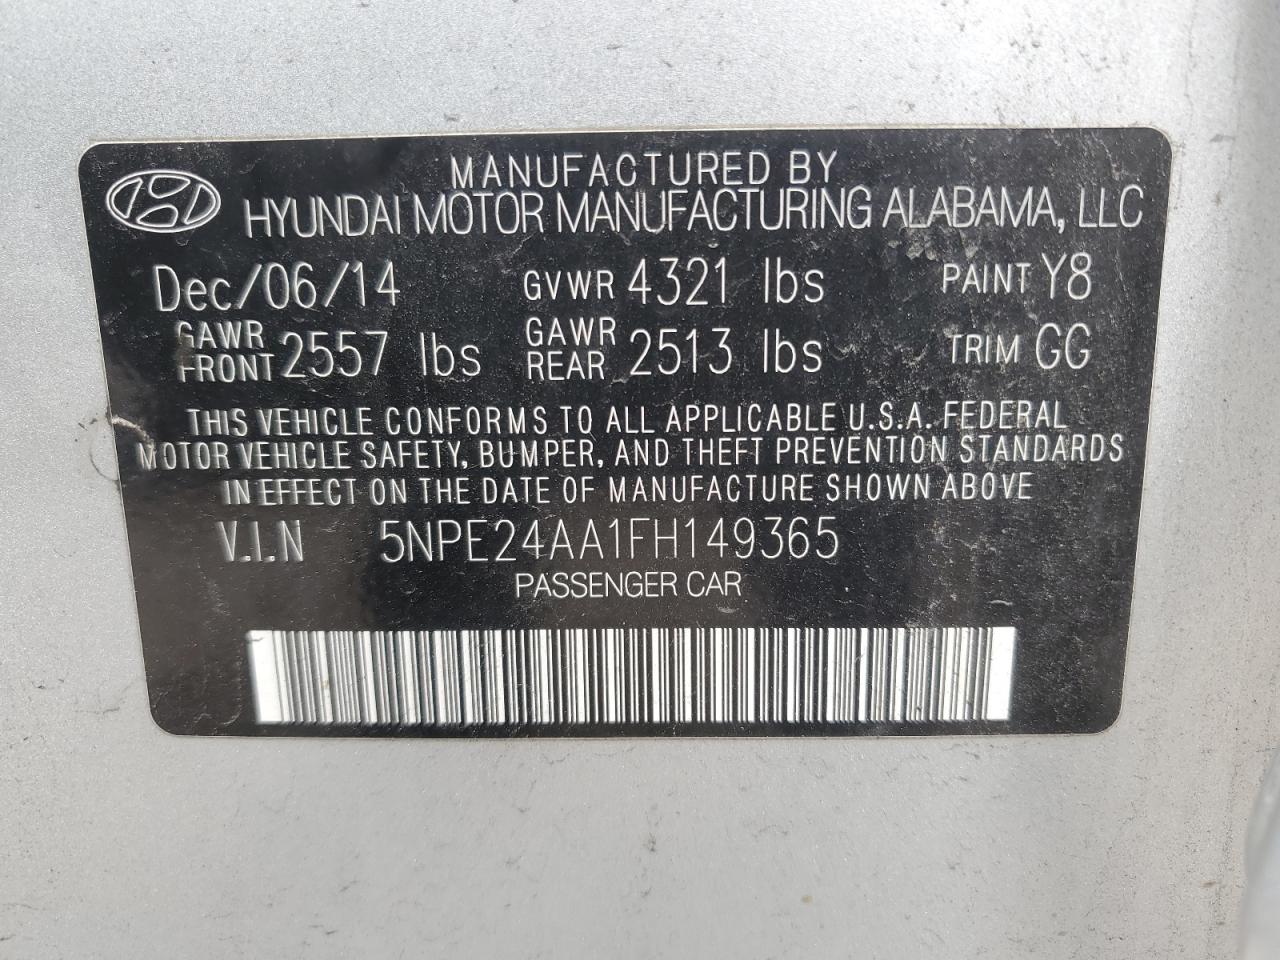 MANUFACTURED BY
HYUNDAI MOTOR MANUFACTURING ALABAMA, LLC
Dec/06/14 GVWR 4321 lbs PAINT Y8
GAWR FRONT 2557 lbs GAWR REAR 2513 lbs TRIM GG
THIS VEHICLE CONFORMS TO ALL APPLICABLE U.S.A. FEDERAL
MOTOR VEHICLE SAFETY, BUMPER, AND THEFT PREVENTION STANDARDS
IN EFFECT ON THE DATE OF MANUFACTURE SHOWN ABOVE
V.I.N 5NPE24AA1FH149365
PASSENGER CAR